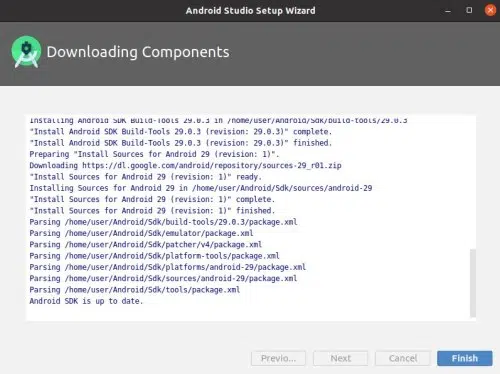 Android Studio Setup Wizard
Downloading Components
Installing Android SDK Build-Tools 29.0.3 in /home/user/Android/Sdk/build-tools/29.0.3
"Install Android SDK Build-Tools 29.0.3 (revision: 29.0.3)" complete.
"Install Android SDK Build-Tools 29.0.3 (revision: 29.0.3)" finished.
Preparing "Install Sources for Android 29 (revision: 1)".
Downloading https://dl.google.com/android/repository/sources-29_r01.zip
"Install Sources for Android 29 (revision: 1)" ready.
Installing Sources for Android 29 in /home/user/Android/Sdk/sources/android-29
"Install Sources for Android 29 (revision: 1)" complete.
"Install Sources for Android 29 (revision: 1)" finished.
Parsing /home/user/Android/Sdk/build-tools/29.0.3/package.xml
Parsing /home/user/Android/Sdk/emulator/package.xml
Parsing /home/user/Android/Sdk/patcher/v4/package.xml
Parsing /home/user/Android/Sdk/platform-tools/package.xml
Parsing /home/user/Android/Sdk/platforms/android-29/package.xml
Parsing /home/user/Android/Sdk/sources/android-29/package.xml
Parsing /home/user/Android/Sdk/tools/package.xml
Android SDK is up to date.
Previo... Next Cancel Finish